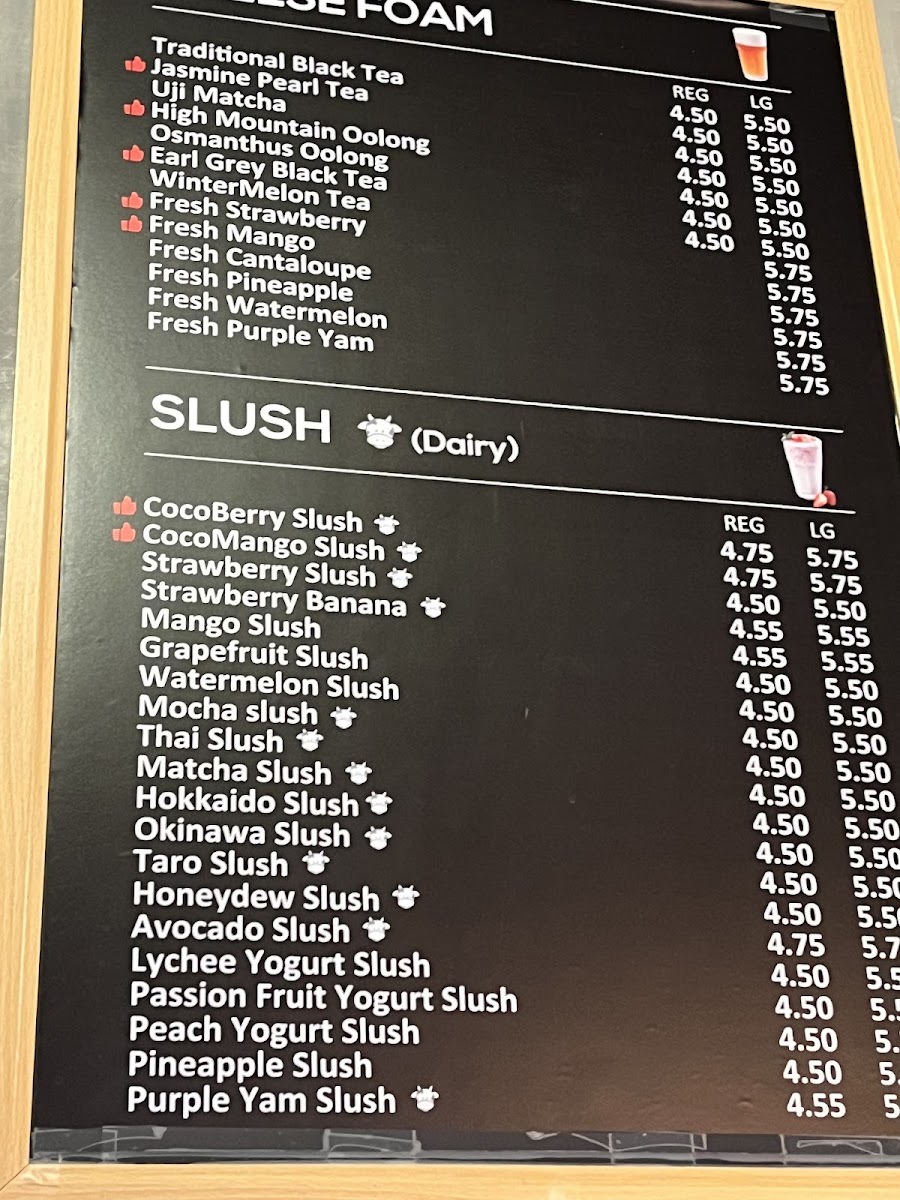 FOAM
REG LG
Traditional Black Tea 4.50 5.50
Jasmine Pearl Tea 4.50 5.50
Uji Matcha 4.50 5.50
High Mountain Oolong 4.50 5.50
Osmanthus Oolong 4.50 5.50
Earl Grey Black Tea 4.50 5.50
WinterMelon Tea 4.50 5.50
Fresh Strawberry 5.75
Fresh Mango 5.75
Fresh Cantaloupe 5.75
Fresh Pineapple 5.75
Fresh Watermelon 5.75
Fresh Purple Yam 5.75
SLUSH (Dairy)
REG LG
CocoBerry Slush 4.75 5.75
CocoMango Slush 4.75 5.75
Strawberry Slush 4.50 5.50
Strawberry Banana 4.55 5.55
Mango Slush 4.55 5.55
Grapefruit Slush 4.50 5.50
Watermelon Slush 4.50 5.50
Mocha slush 4.50 5.50
Thai Slush 4.50 5.50
Matcha Slush 4.50 5.50
Hokkaido Slush 4.50 5.50
Okinawa Slush 4.50 5.50
Taro Slush 4.50
Honeydew Slush 4.50
Avocado Slush 4.75
Lychee Yogurt Slush 4.50
Passion Fruit Yogurt Slush 4.50
Peach Yogurt Slush 4.50
Pineapple Slush 4.50
Purple Yam Slush 4.55